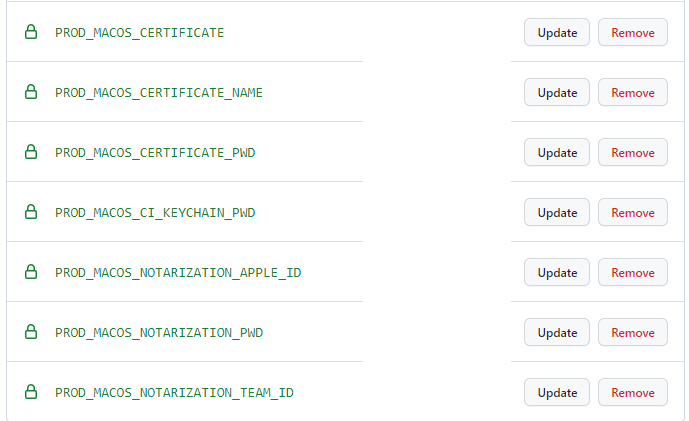 PROD_MACOS_CERTIFICATE Update Remove
PROD_MACOS_CERTIFICATE_NAME Update Remove
PROD_MACOS_CERTIFICATE_PWD Update Remove
PROD_MACOS_CI_KEYCHAIN_PWD Update Remove
PROD_MACOS_NOTARIZATION_APPLE_ID Update Remove
PROD_MACOS_NOTARIZATION_PWD Update Remove
PROD_MACOS_NOTARIZATION_TEAM_ID Update Remove